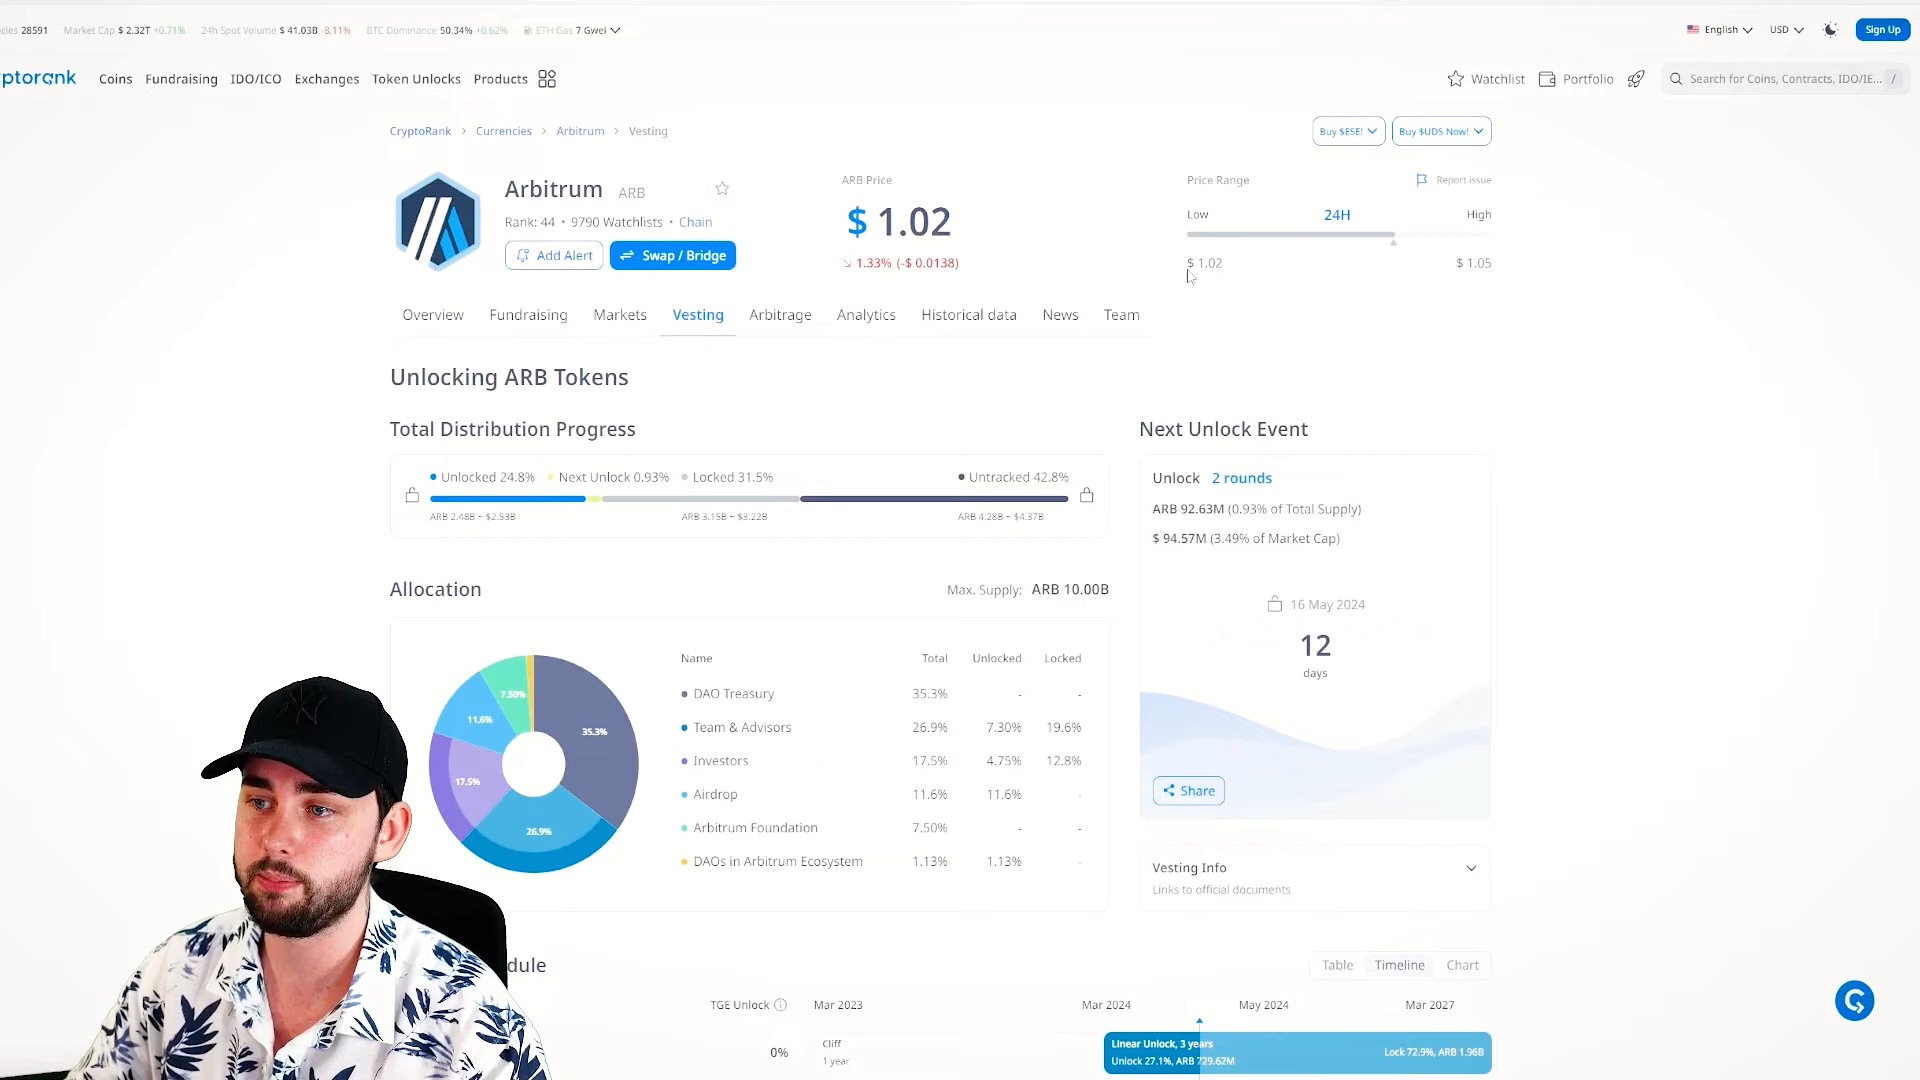 cies 28591 Market Cap $ 2.32T +0.71% 24h Spot Volume $ 41.03B -8.11% BTC Dominance 50.34% +0.62% ETH Gas 7 Gwei English USD Sign Up
ptorank Coins Fundraising IDO/ICO Exchanges Token Unlocks Products Watchlist Portfolio Search for Coins, Contracts, IDO/IE... /
CryptoRank > Currencies > Arbitrum > Vesting Buy $ESE! Buy $UDS Now!
Arbitrum ARB
Rank: 44 • 9790 Watchlists • Chain
Add Alert Swap / Bridge
ARB Price
$ 1.02
1.33% (-$ 0.0138)
Price Range Report issue
Low 24H High
$ 1.02 $ 1.05
Overview Fundraising Markets Vesting Arbitrage Analytics Historical data News Team
Unlocking ARB Tokens
Total Distribution Progress
Unlocked 24.8% Next Unlock 0.93% Locked 31.5% Untracked 42.8%
ARB 2.48B ~ $2.53B ARB 3.15B ~ $3.22B ARB 4.28B ~ $4.37B
Next Unlock Event
Unlock 2 rounds
ARB 92.63M (0.93% of Total Supply)
$ 94.57M (3.49% of Market Cap)
16 May 2024
12
days
Share
Allocation Max. Supply: ARB 10.00B
7.50%
11.6%
35.3%
17.5%
26.9%
Name Total Unlocked Locked
DAO Treasury 35.3% - -
Team & Advisors 26.9% 7.30% 19.6%
Investors 17.5% 4.75% 12.8%
Airdrop 11.6% 11.6% -
Arbitrum Foundation 7.50% - -
DAOs in Arbitrum Ecosystem 1.13% 1.13% -
Vesting Info
Links to official documents
dule Table Timeline Chart
TGE Unlock Mar 2023 Mar 2024 May 2024 Mar 2027
0%
Cliff
1 year
Linear Unlock, 3 years
Unlock 27.1%, ARB 729.62M
Lock 72.9%, ARB 1.96B